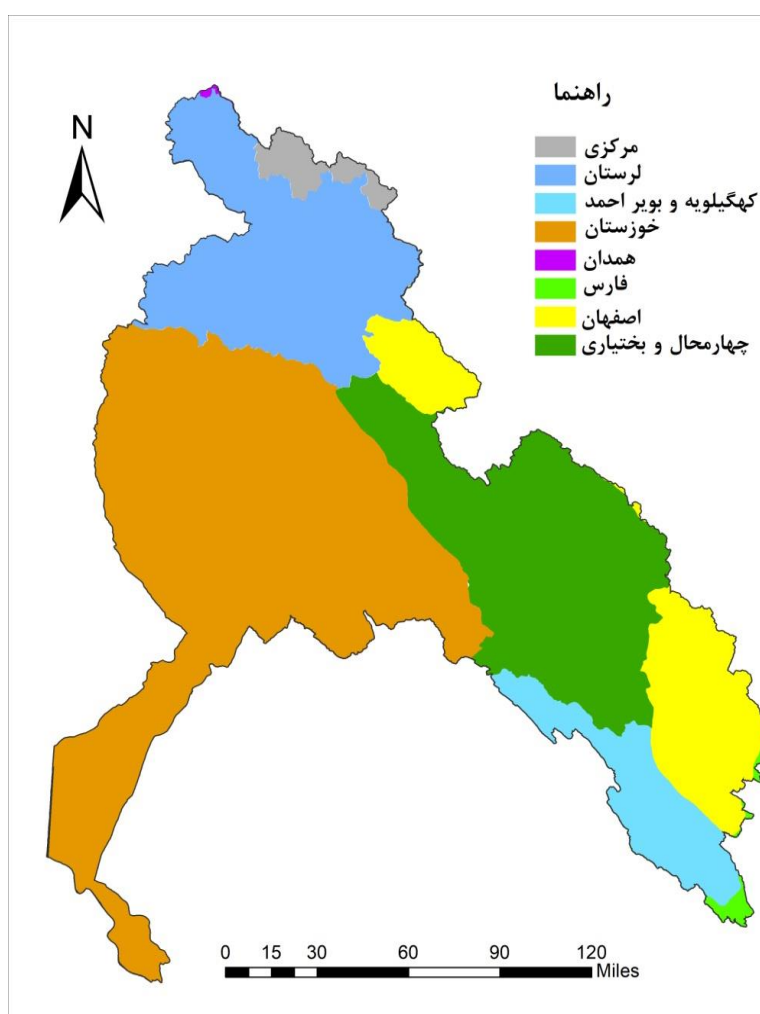 راهنما
N
مرکزی
لرستان
کهگیلویه و بویر احمد
خوزستان
همدان
فارس
اصفهان
چهارمحال و بختیاری
0 15 30 60 90 120
Miles